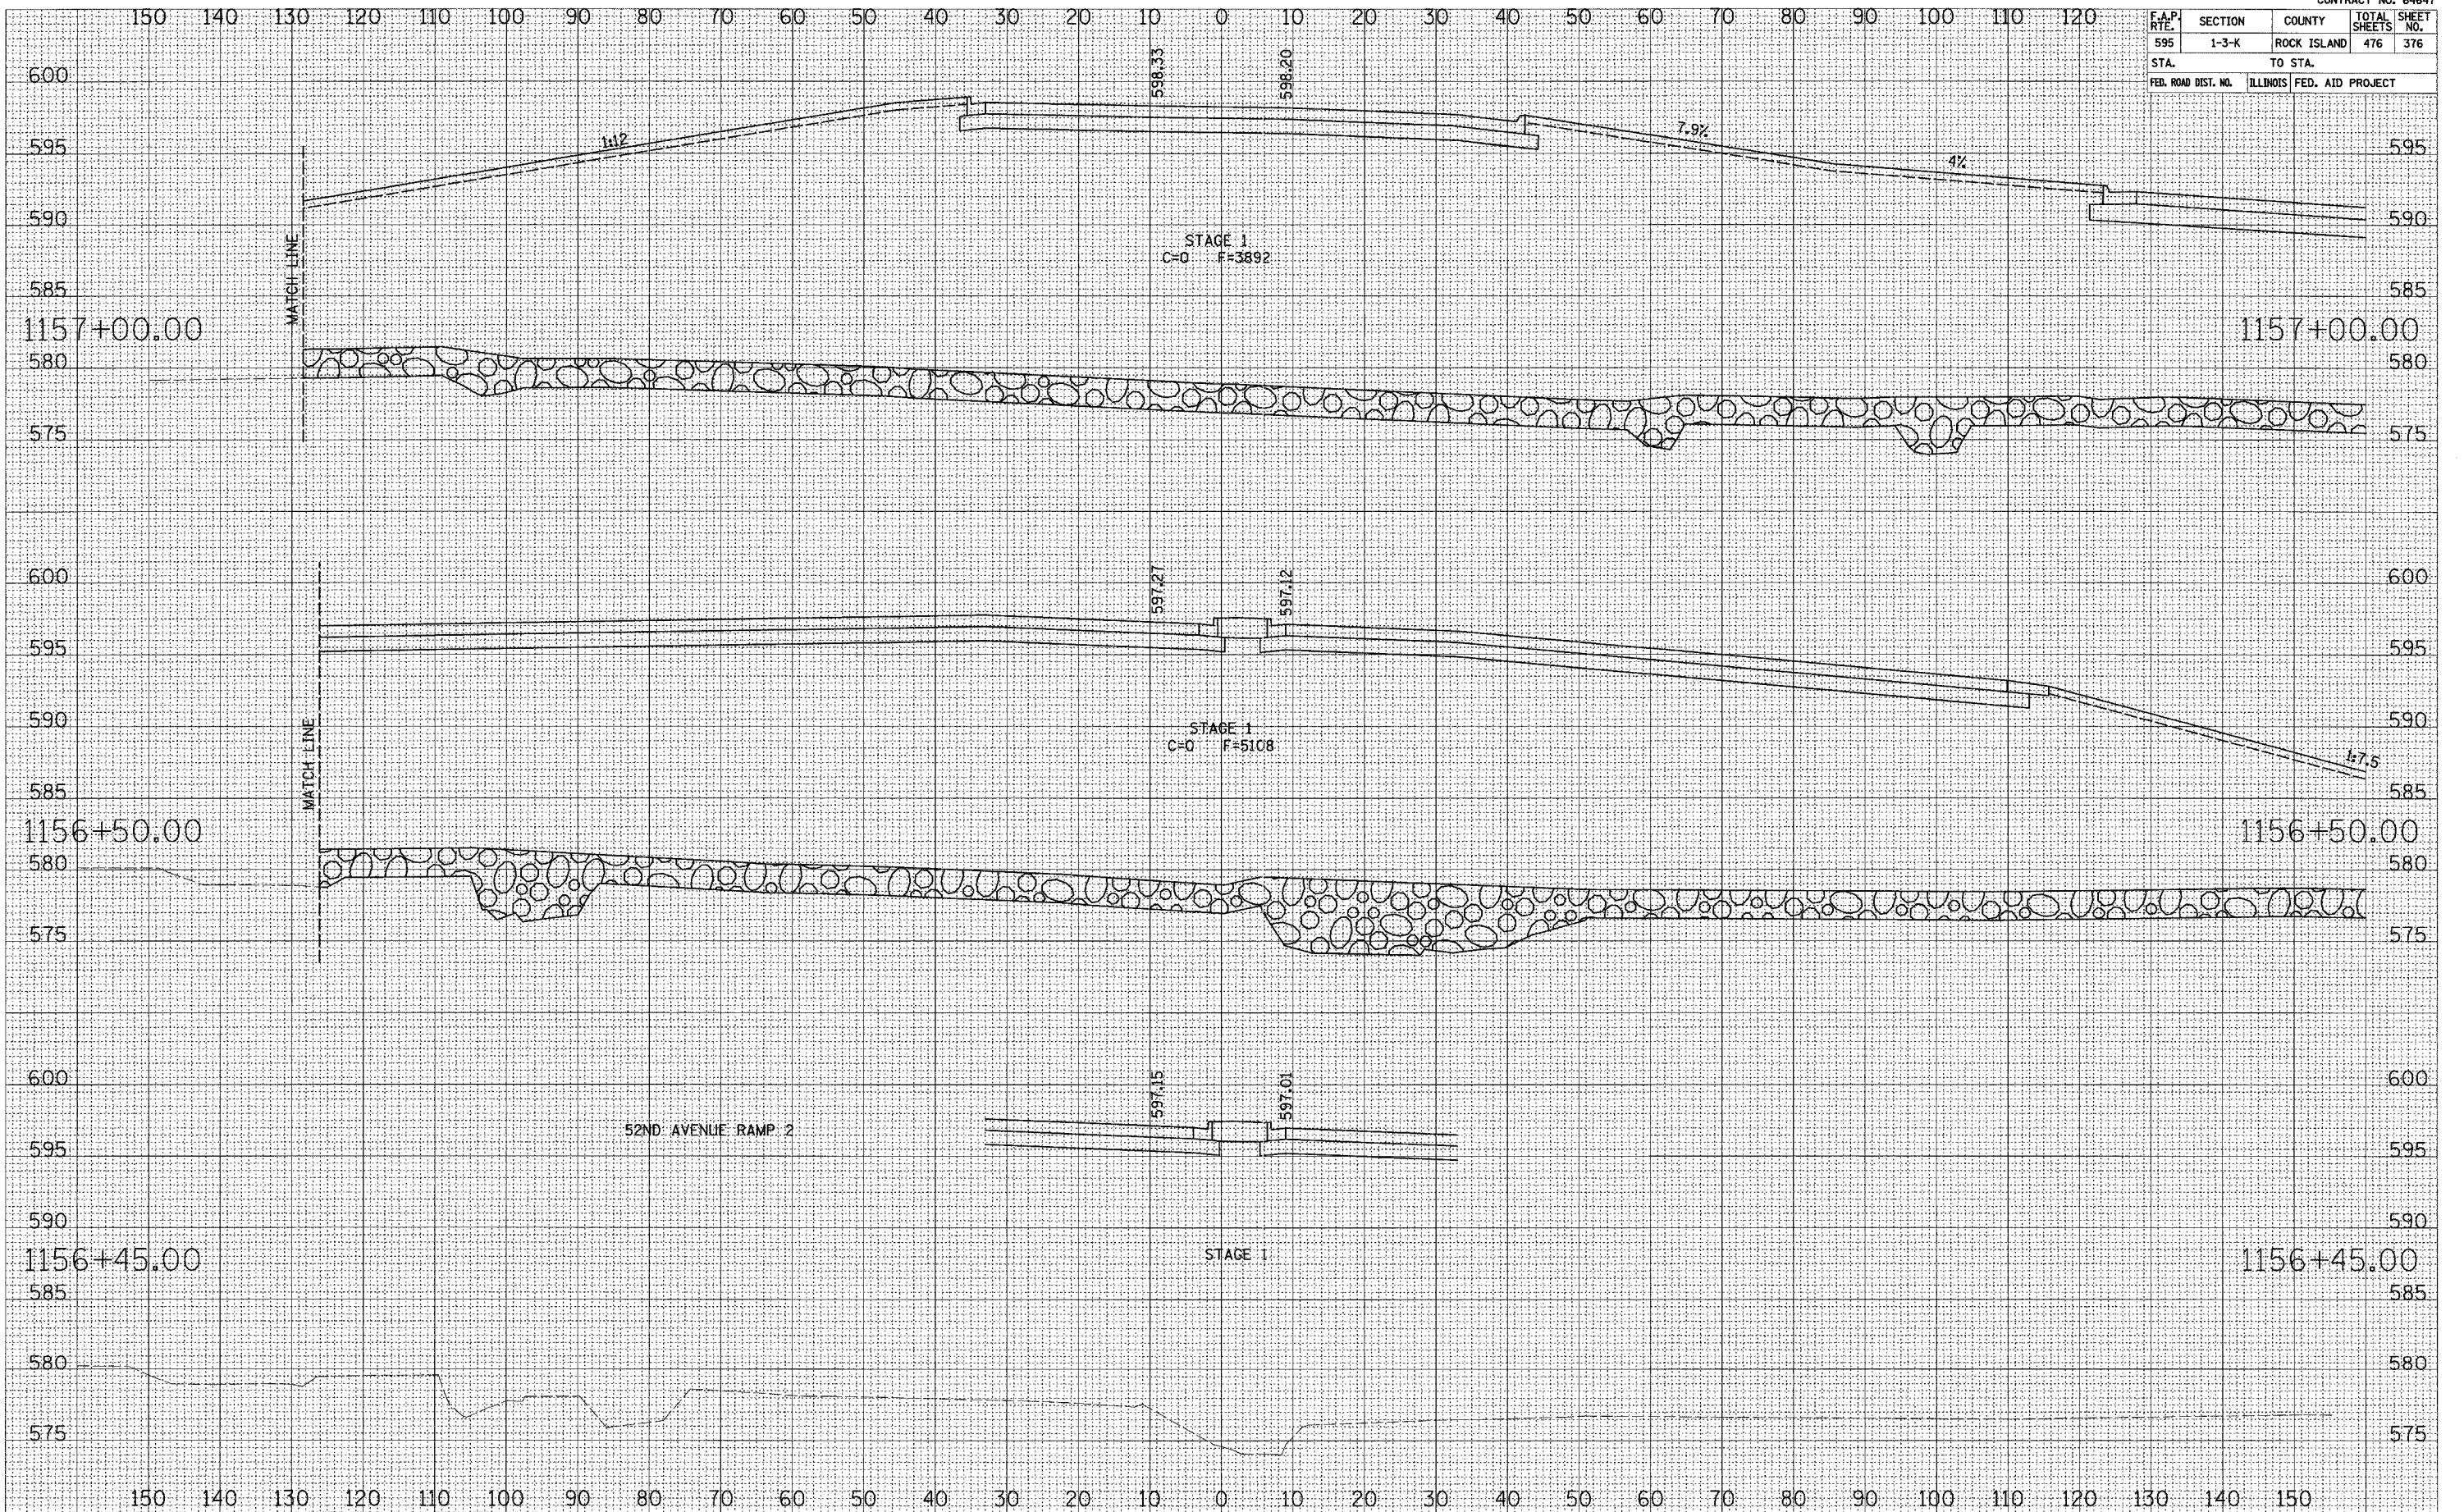 CONTRACT NO. 64647
150 140 130 120 110 100 90 80 70 60 50 40 30 20 10 0 10 20 30 40 50 60 70 80 90 100 110 120
F.A.P. RTE. SECTION COUNTY TOTAL SHEETS SHEET NO.
595 1-3-K ROCK ISLAND 476 376
STA. TO STA.
FED. ROAD DIST. NO. ILLINOIS FED. AID PROJECT
598.33 598.20
600
1:12 7.9% 4%
595 595
590 590
MATCH LINE
STAGE 1
C=0 F=3892
585 585
1157+00.00 1157+00.00
580 580
575 575
597.27 597.12
600 600
595 595
590 590
MATCH LINE
STAGE 1
C=0 F=5108
1:7.5
585 585
1156+50.00 1156+50.00
580 580
575 575
597.15 597.01
600 600
52ND AVENUE RAMP 2
595 595
590 590
STAGE 1
1156+45.00 1156+45.00
585 585
580 580
575 575
150 140 130 120 110 100 90 80 70 60 50 40 30 20 10 0 10 20 30 40 50 60 70 80 90 100 110 120 130 140 150